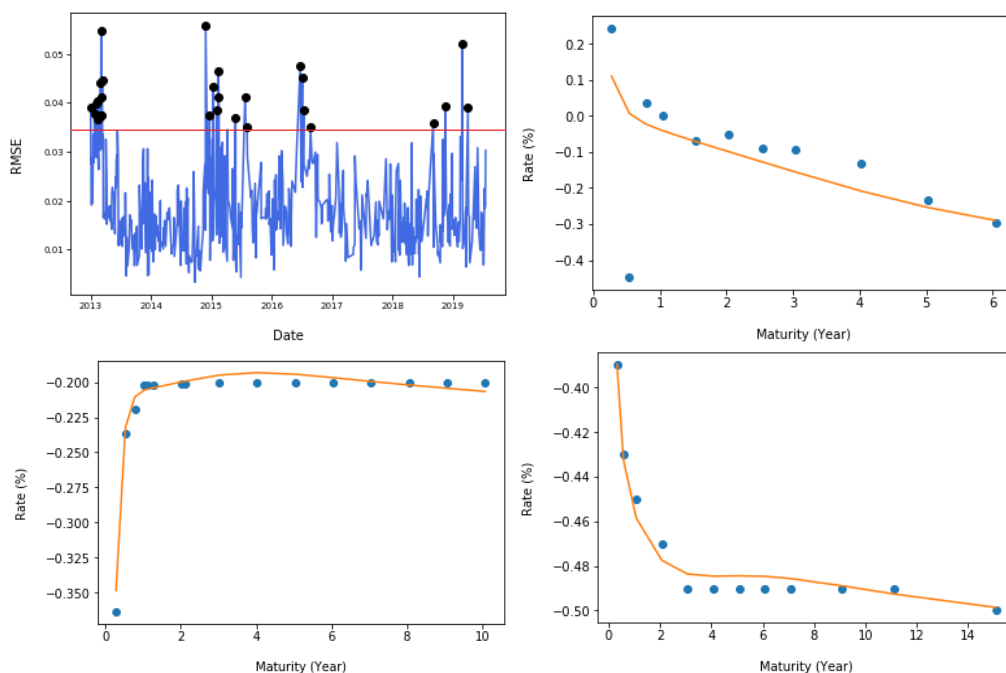 RMSE
0.05
0.04
0.03
0.02
0.01
2013 2014 2015 2016 2017 2018 2019
Date
Rate (%)
0.2
0.1
0.0
−0.1
−0.2
−0.3
−0.4
0 1 2 3 4 5 6
Maturity (Year)
Rate (%)
−0.200
−0.225
−0.250
−0.275
−0.300
−0.325
−0.350
0 2 4 6 8 10
Maturity (Year)
Rate (%)
−0.40
−0.42
−0.44
−0.46
−0.48
−0.50
0 2 4 6 8 10 12 14
Maturity (Year)